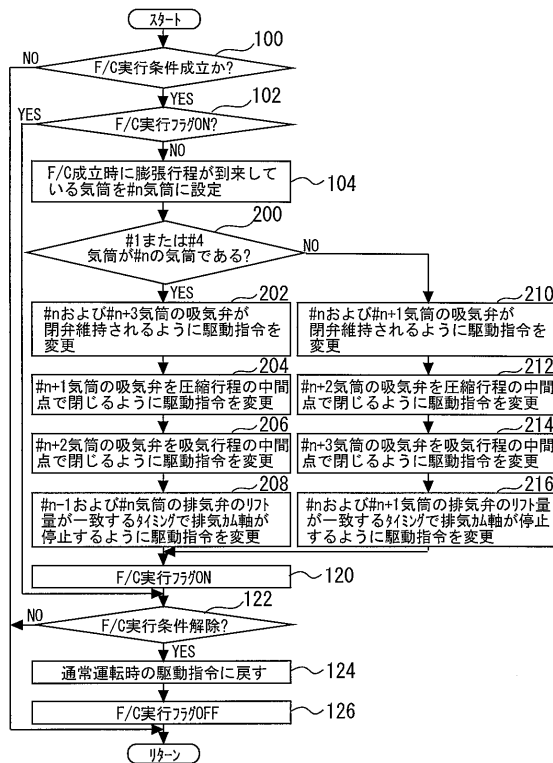 スタート
100
F/C実行条件成立か?
NO
YES
102
F/C実行フラグON?
YES
NO
F/C成立時に膨張行程が到来して
いる気筒を#n気筒に設定
104
200
#1または#4
気筒が#nの気筒である?
NO
YES
202
#nおよび#n+3気筒の吸気弁が
閉弁維持されるように駆動指令を
変更
210
#nおよび#n+1気筒の吸気弁が
閉弁維持されるように駆動指令を
変更
204
#n+1気筒の吸気弁を圧縮行程の中間
点で閉じるように駆動指令を変更
212
#n+2気筒の吸気弁を圧縮行程の中間
点で閉じるように駆動指令を変更
206
#n+2気筒の吸気弁を吸気行程の中間
点で閉じるように駆動指令を変更
214
#n+3気筒の吸気弁を吸気行程の中間
点で閉じるように駆動指令を変更
208
#n-1および#n気筒の排気弁のリフト
量が一致するタイミングで排気カム軸が
停止するように駆動指令を変更
216
#nおよび#n+1気筒の排気弁のリフト量
が一致するタイミングで排気カム軸が停止
するように駆動指令を変更
F/C実行フラグON
120
122
NO
F/C実行条件解除?
YES
通常運転時の駆動指令に戻す
124
F/C実行フラグOFF
126
リターン